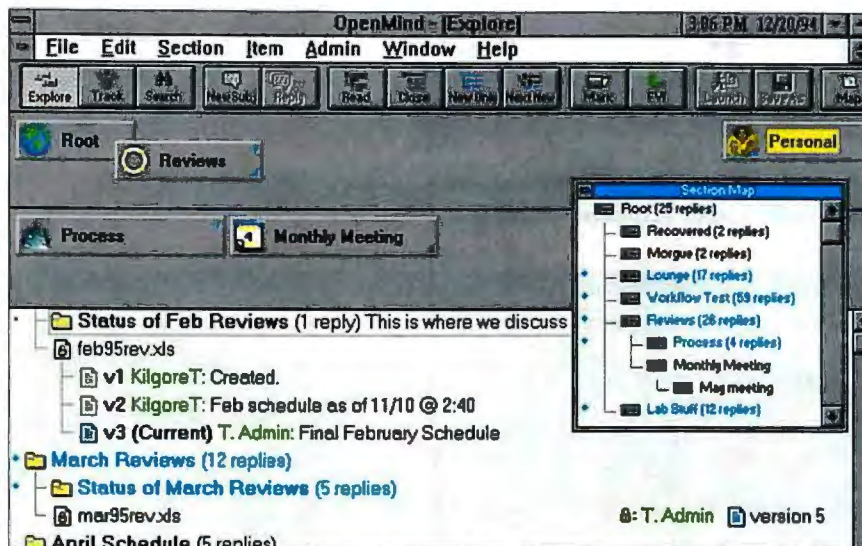 OpenMind - [Explore] 3:06 PM 12/20/94
File Edit Section Item Admin Window Help
Explore Track Search NewSubj Reply Read Close NewUnre NextNew Mark EVI Launch Save As Map
Root
Reviews
Personal
Process
4 Monthly Meeting
Section Map
Root (25 replies)
Recovered (2 replies)
Morgue (2 replies)
Lounge (17 replies)
Workflow Test (59 replies)
Reviews (26 replies)
Process (4 replies)
Monthly Meeting
Mag meeting
Lab Stuff (12 replies)
Status of Feb Reviews (1 reply) This is where we discuss
feb95rev.xls
v1 KilgoreT: Created.
v2 KilgoreT: Feb schedule as of 11/10 @ 2:40
v3 (Current) T. Admin: Final February Schedule
March Reviews (12 replies)
Status of March Reviews (5 replies)
mar95rev.xls T. Admin version 5
April Schedule (5 replies)